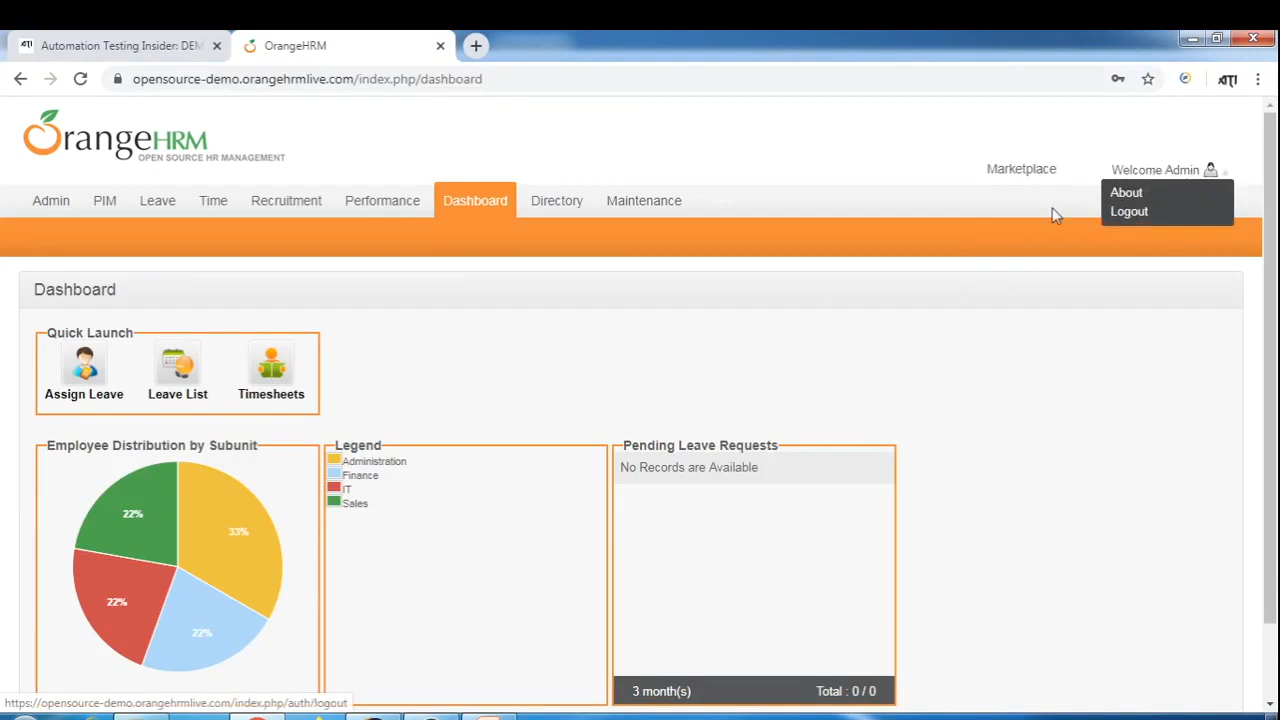 ATI Automation Testing Insider: DEM
OrangeHRM
opensource-demo.orangehrmlive.com/index.php/dashboard
ATI
OrangeHRM
OPEN SOURCE HR MANAGEMENT
Marketplace
Welcome Admin
About
Logout
Admin PIM Leave Time Recruitment Performance Dashboard Directory Maintenance
Dashboard
Quick Launch
Assign Leave Leave List Timesheets
Employee Distribution by Subunit
33%
22%
22%
22%
Legend
Administration
Finance
IT
Sales
Pending Leave Requests
No Records are Available
3 month(s) Total : 0 / 0
https://opensource-demo.orangehrmlive.com/index.php/auth/logout